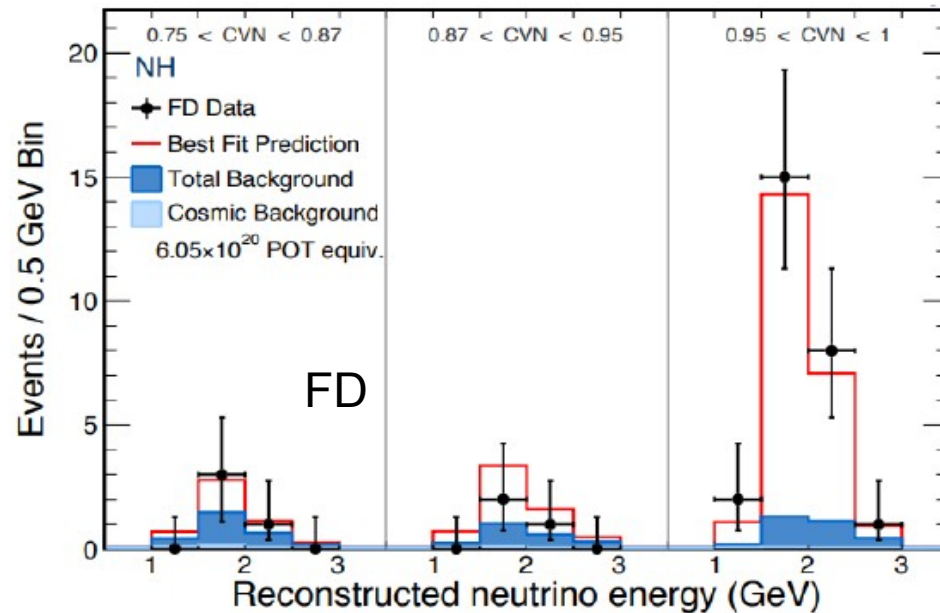 0.75 < CVN < 0.87
0.87 < CVN < 0.95
0.95 < CVN < 1
NH
FD Data
Best Fit Prediction
Total Background
Cosmic Background
6.05×10²⁰ POT equiv.
FD
Events / 0.5 GeV Bin
20
15
10
5
0
1 2 3 1 2 3 1 2 3
Reconstructed neutrino energy (GeV)